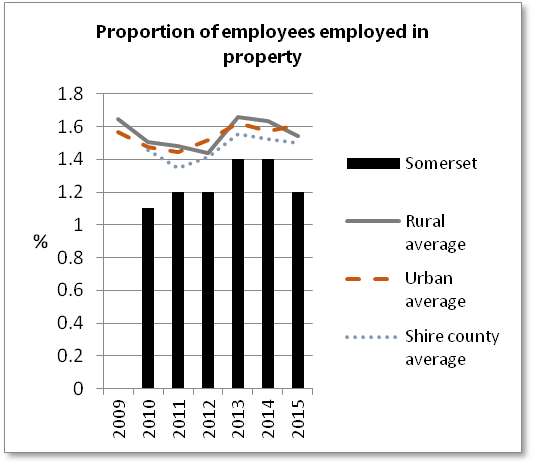 Proportion of employees employed in
property
1.8
1.6
1.4
1.2
1
0.8
0.6
0.4
0.2
0
%
2009
2010
2011
2012
2013
2014
2015
Somerset
Rural
average
Urban
average
Shire county
average